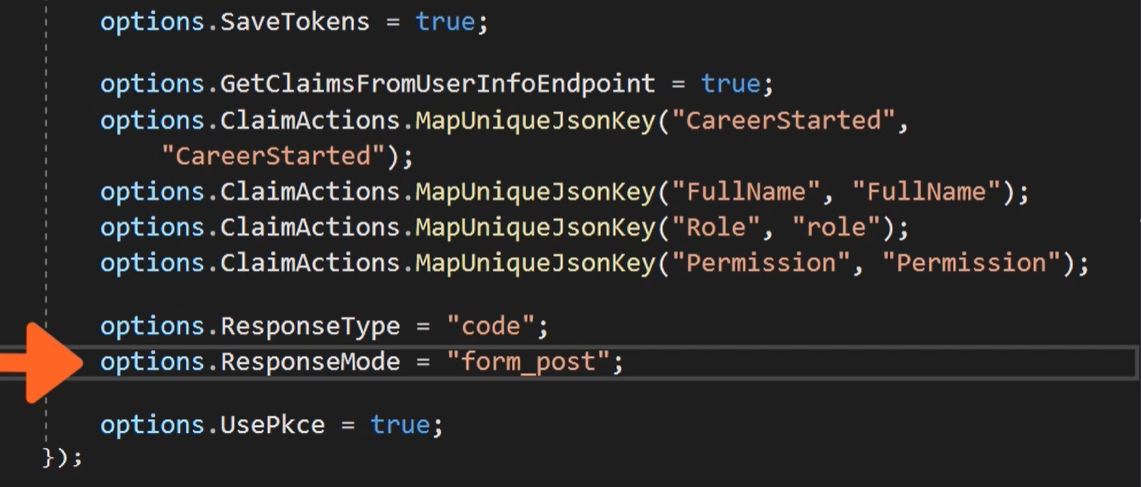 options.SaveTokens = true;
options.GetClaimsFromUserInfoEndpoint = true;
options.ClaimActions.MapUniqueJsonKey("CareerStarted",
"CareerStarted");
options.ClaimActions.MapUniqueJsonKey("FullName", "FullName");
options.ClaimActions.MapUniqueJsonKey("Role", "role");
options.ClaimActions.MapUniqueJsonKey("Permission", "Permission");
options.ResponseType = "code";
options.ResponseMode = "form_post";
options.UsePkce = true;
});